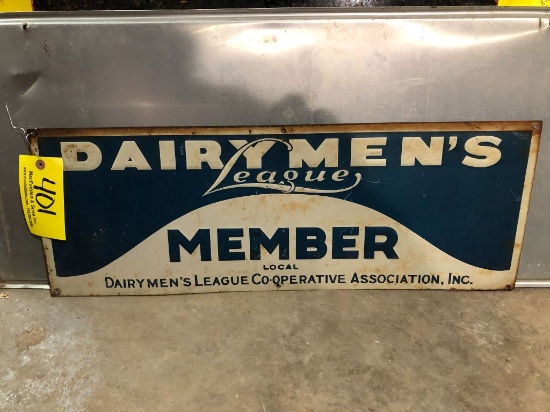 DAIRYMEN'S
League
MEMBER
LOCAL
DAIRYMEN'S LEAGUE CO-OPERATIVE ASSOCIATION, INC.
401